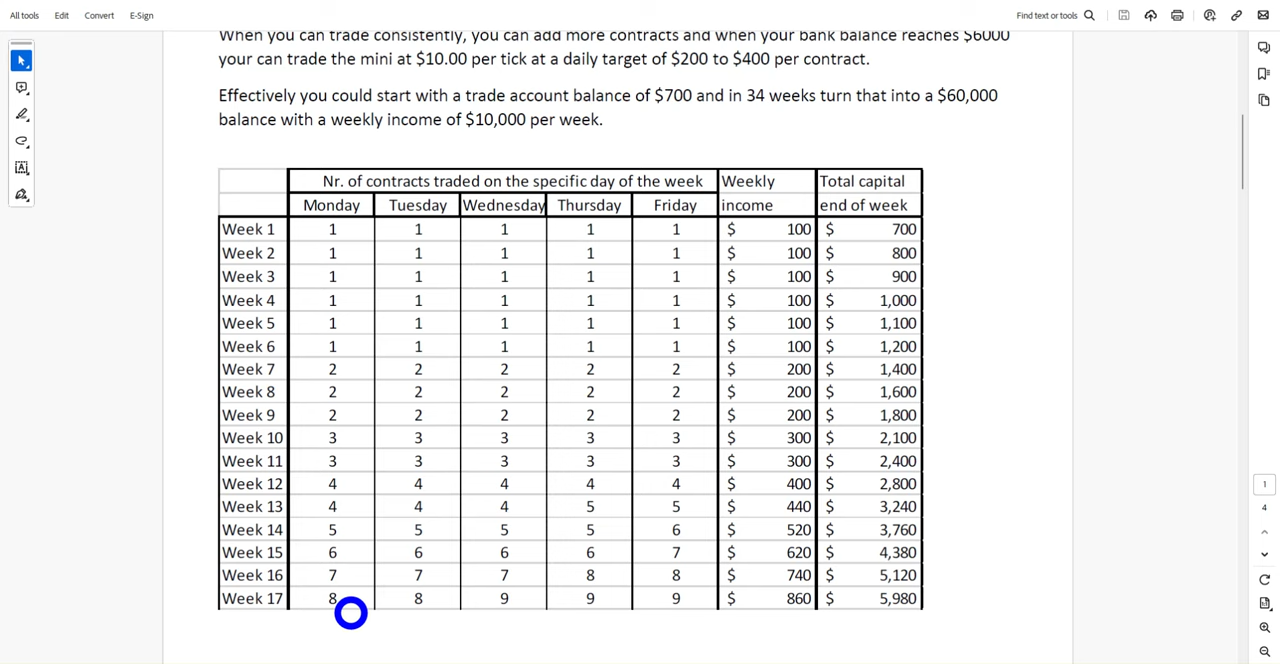 All tools Edit Convert E-Sign Find text or tools
When you can trade consistently, you can add more contracts and when your bank balance reaches $6000
your can trade the mini at $10.00 per tick at a daily target of $200 to $400 per contract.
Effectively you could start with a trade account balance of $700 and in 34 weeks turn that into a $60,000
balance with a weekly income of $10,000 per week.
Nr. of contracts traded on the specific day of the week Weekly Total capital
Monday Tuesday Wednesday Thursday Friday income end of week
Week 1 1 1 1 1 1 $ 100 $ 700
Week 2 1 1 1 1 1 $ 100 $ 800
Week 3 1 1 1 1 1 $ 100 $ 900
Week 4 1 1 1 1 1 $ 100 $ 1,000
Week 5 1 1 1 1 1 $ 100 $ 1,100
Week 6 1 1 1 1 1 $ 100 $ 1,200
Week 7 2 2 2 2 2 $ 200 $ 1,400
Week 8 2 2 2 2 2 $ 200 $ 1,600
Week 9 2 2 2 2 2 $ 200 $ 1,800
Week 10 3 3 3 3 3 $ 300 $ 2,100
Week 11 3 3 3 3 3 $ 300 $ 2,400
Week 12 4 4 4 4 4 $ 400 $ 2,800
Week 13 4 4 4 5 5 $ 440 $ 3,240
Week 14 5 5 5 5 6 $ 520 $ 3,760
Week 15 6 6 6 6 7 $ 620 $ 4,380
Week 16 7 7 7 8 8 $ 740 $ 5,120
Week 17 8 8 9 9 9 $ 860 $ 5,980
1
4